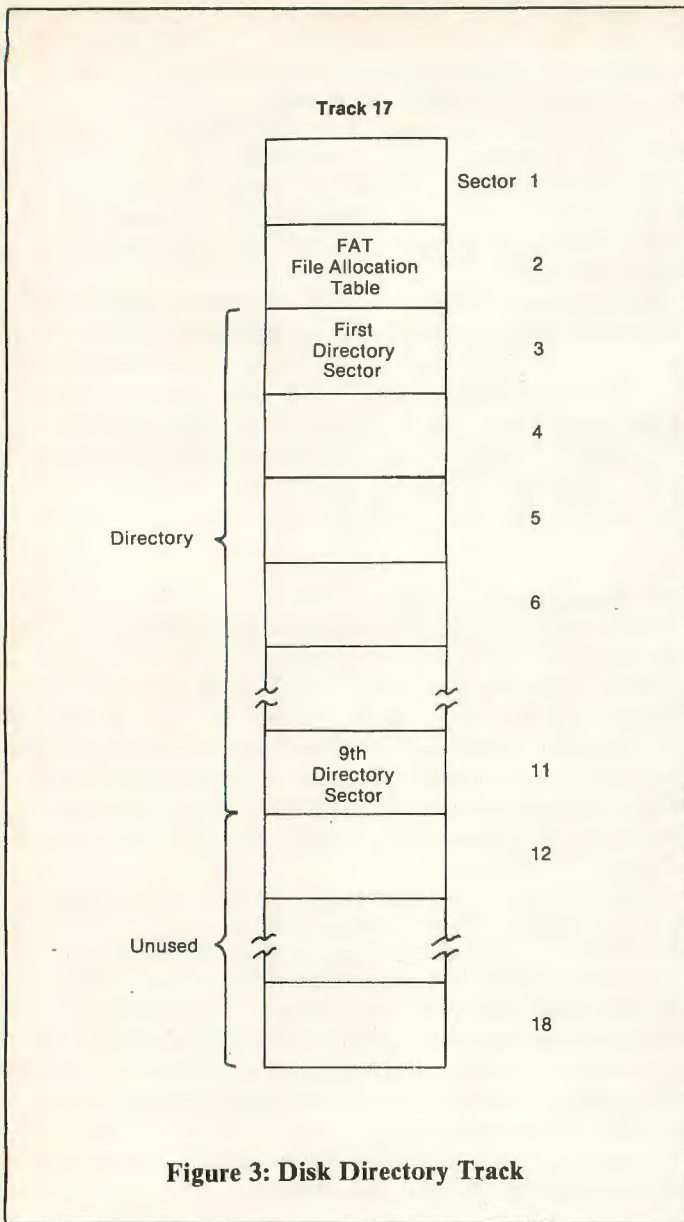 Track 17
Sector 1
FAT
File Allocation
Table
2
First
Directory
Sector
3
4
5
Directory
6
9th
Directory
Sector
11
12
Unused
18
Figure 3: Disk Directory Track